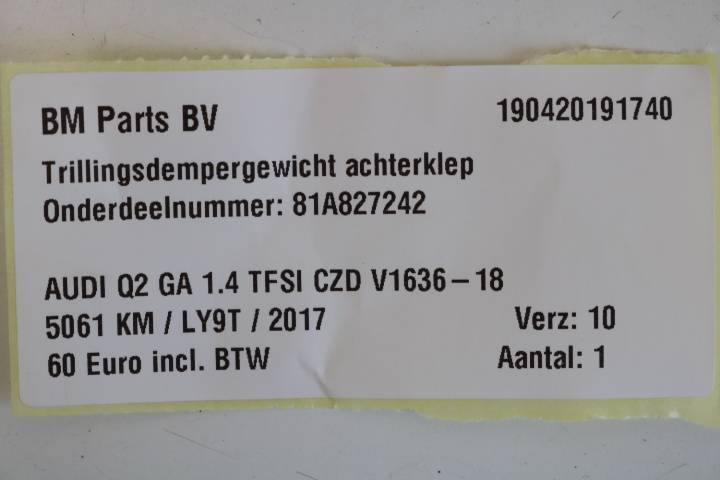 BM Parts BV 190420191740
Trillingsdempergewicht achterklep
Onderdeelnummer: 81A827242
AUDI Q2 GA 1.4 TFSI CZD V1636-18
5061 KM / LY9T / 2017 Verz: 10
60 Euro incl. BTW Aantal: 1